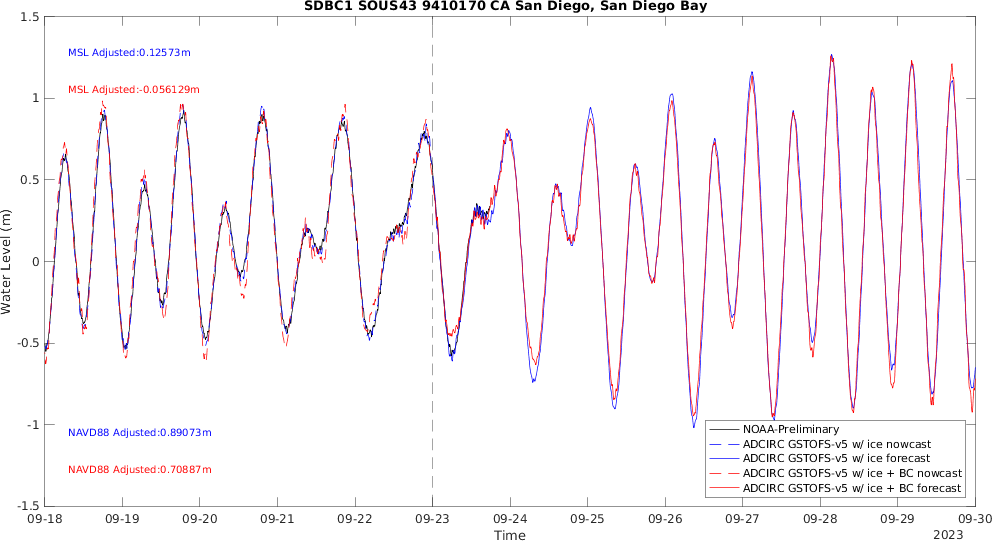 SDBC1 SOUS43 9410170 CA San Diego, San Diego Bay
1.5
MSL Adjusted:0.12573m
MSL Adjusted:-0.056129m
1
0.5
Water Level (m)
0
-0.5
-1
NAVD88 Adjusted:0.89073m
NAVD88 Adjusted:0.70887m
-1.5
NOAA-Preliminary
ADCIRC GSTOFS-v5 w/ ice nowcast
ADCIRC GSTOFS-v5 w/ ice forecast
ADCIRC GSTOFS-v5 w/ ice + BC nowcast
ADCIRC GSTOFS-v5 w/ ice + BC forecast
09-18 09-19 09-20 09-21 09-22 09-23 09-24 09-25 09-26 09-27 09-28 09-29 09-30
Time
2023